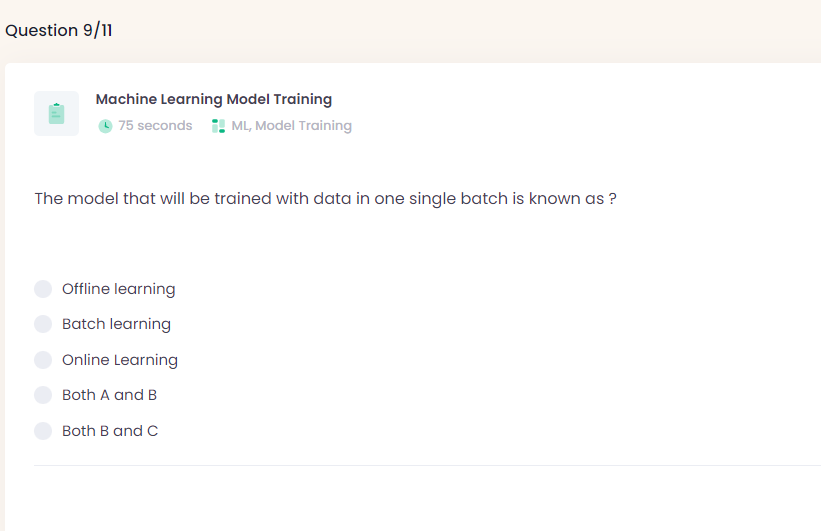 Question 9/11
Machine Learning Model Training
75 seconds ML, Model Training
The model that will be trained with data in one single batch is known as ?
Offline learning
Batch learning
Online Learning
Both A and B
Both B and C